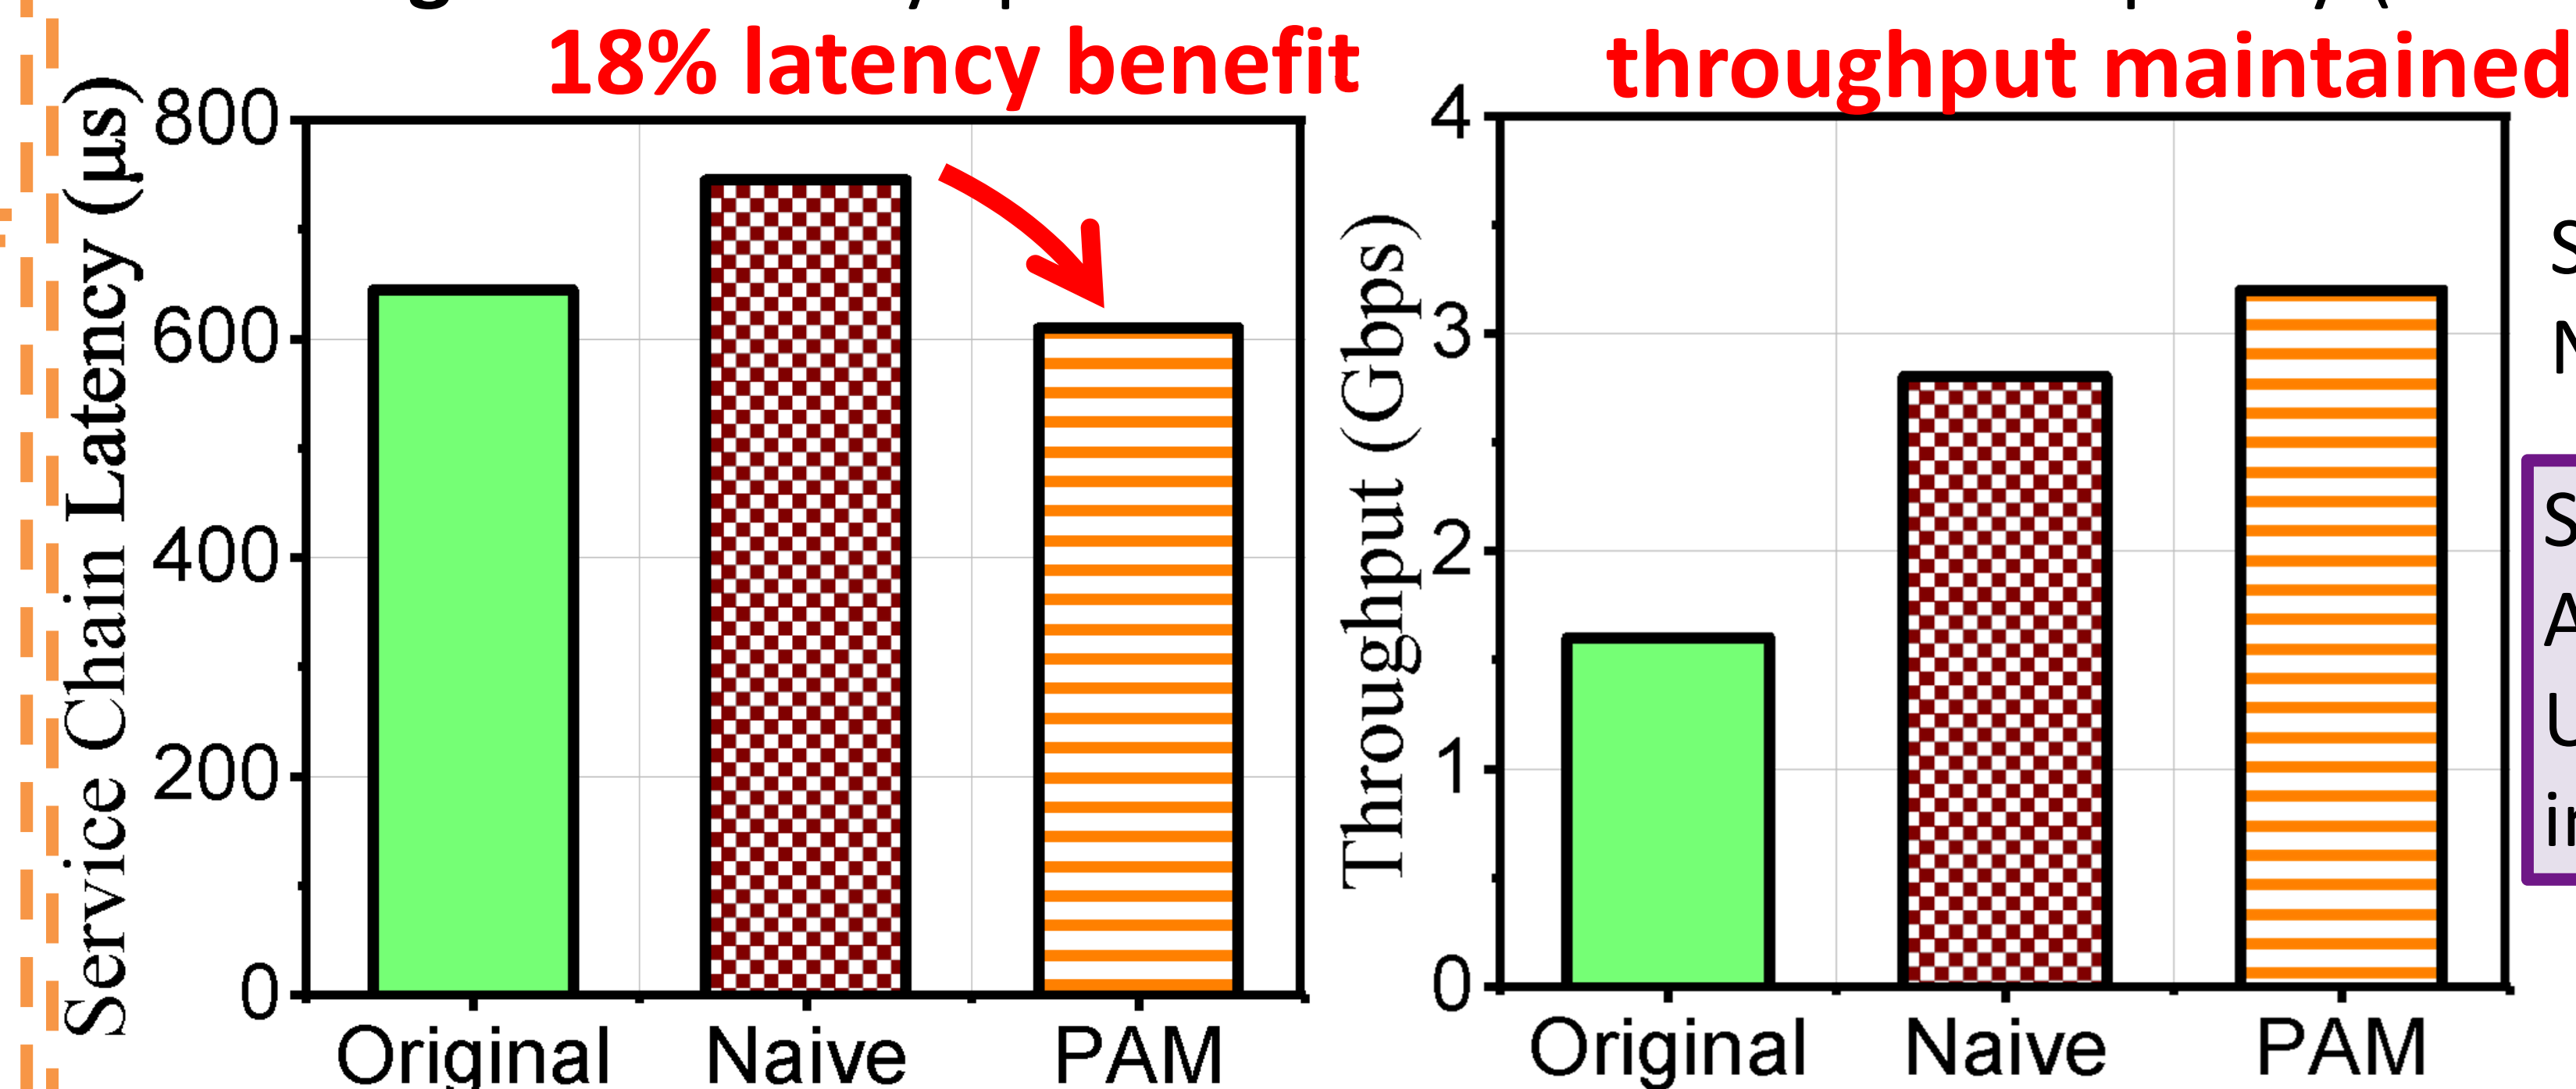 18% latency benefit
throughput maintained
Service Chain Latency (μs)
800
600
400
200
0
Original Naive PAM
Throughput (Gbps)
4
3
2
1
0
Original Naive PAM